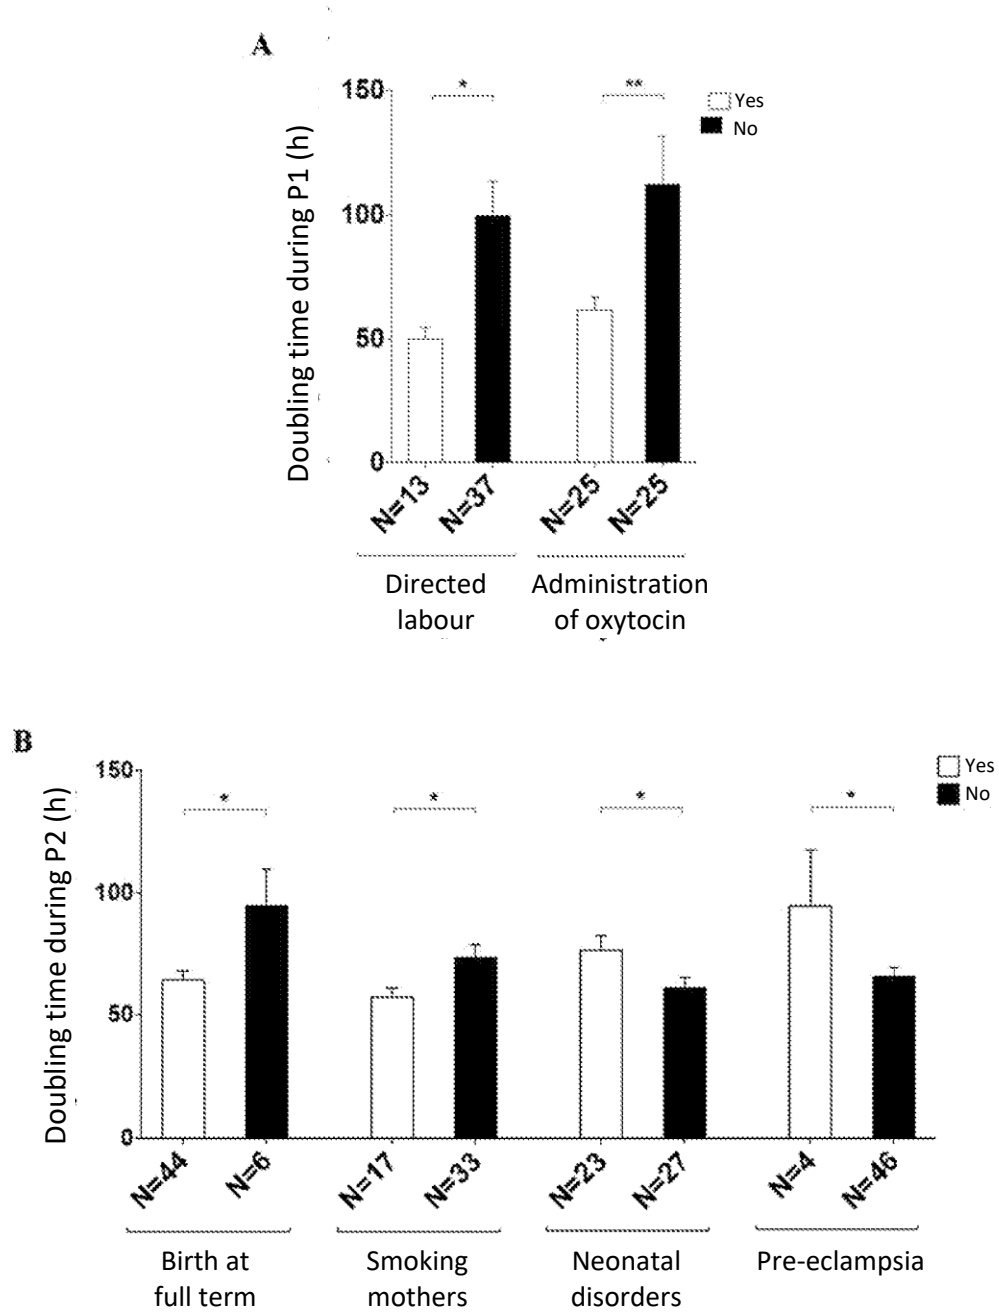 A
Doubling time during P1 (h)
150
100
50
0
*
**
Yes
No
N=13
N=37
N=25
N=25
Directed
labour
Administration
of oxytocin
B
Doubling time during P2 (h)
150
100
50
0
*
*
*
*
Yes
No
N=44
N=6
N=17
N=33
N=23
N=27
N=4
N=46
Birth at
full term
Smoking
mothers
Neonatal
disorders
Pre-eclampsia